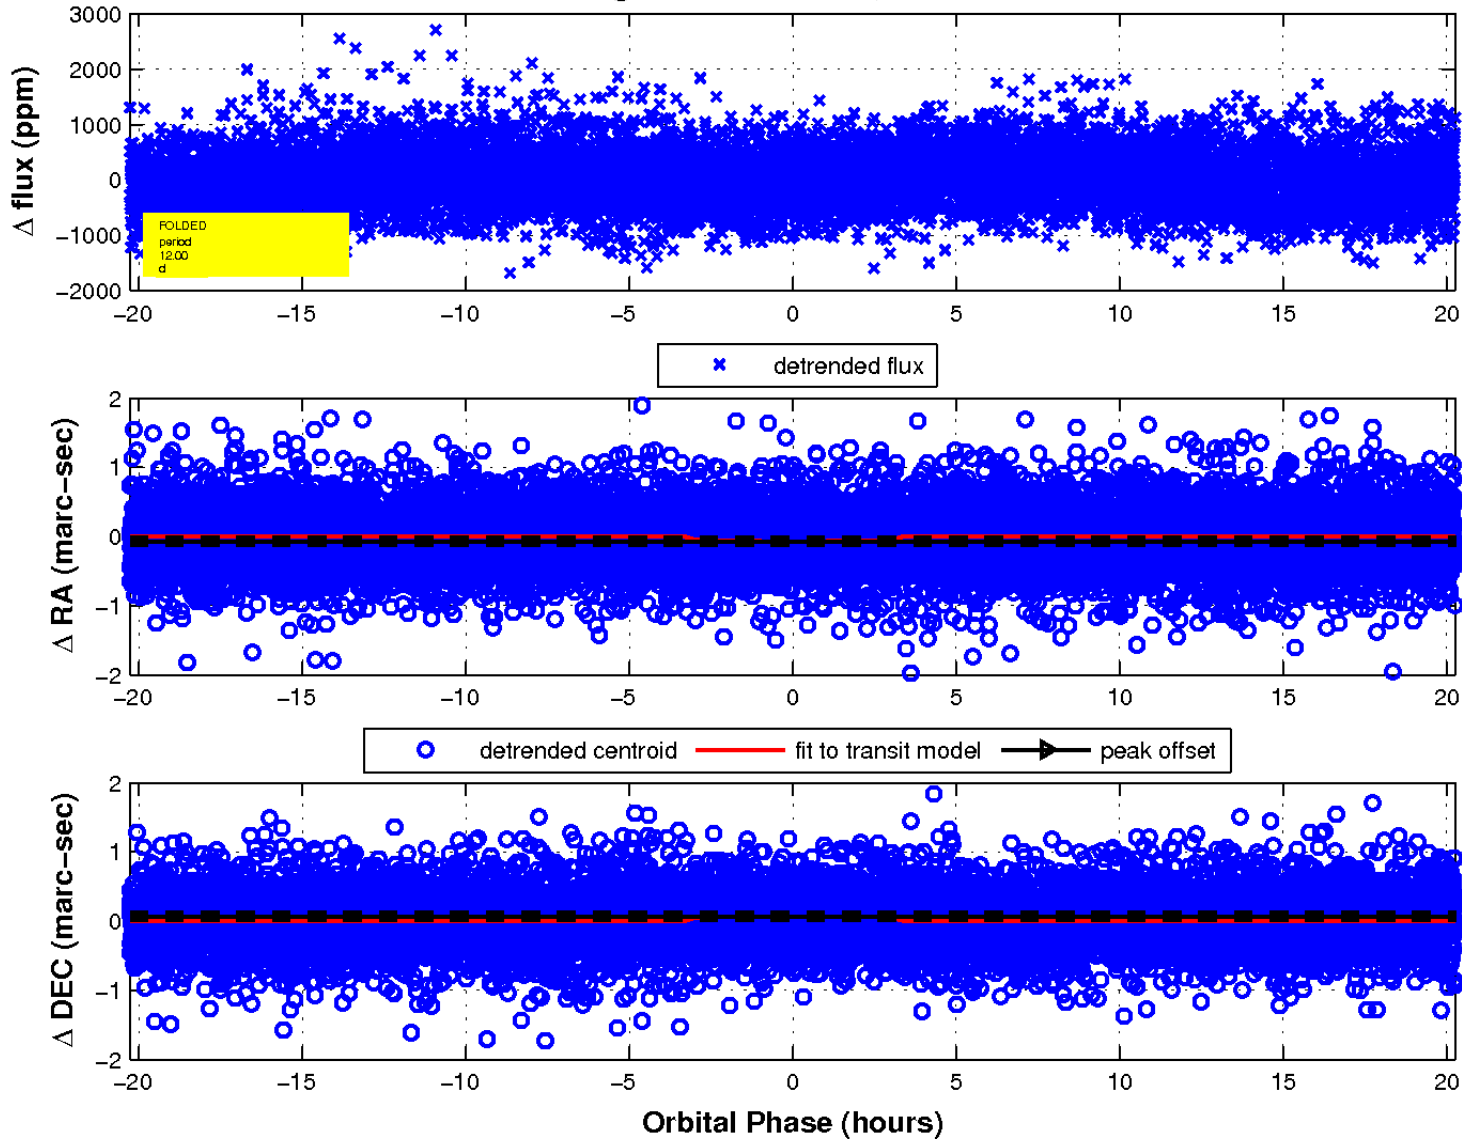 3000
2000
1000
0
−1000
−2000
Δ flux (ppm)
FOLDED
period
12.00
d
−20 −15 −10 −5 0 5 10 15 20
detrended flux
2
1
0
−1
−2
Δ RA (marc−sec)
−20 −15 −10 −5 0 5 10 15 20
detrended centroid fit to transit model peak offset
2
1
0
−1
−2
Δ DEC (marc−sec)
−20 −15 −10 −5 0 5 10 15 20
Orbital Phase (hours)